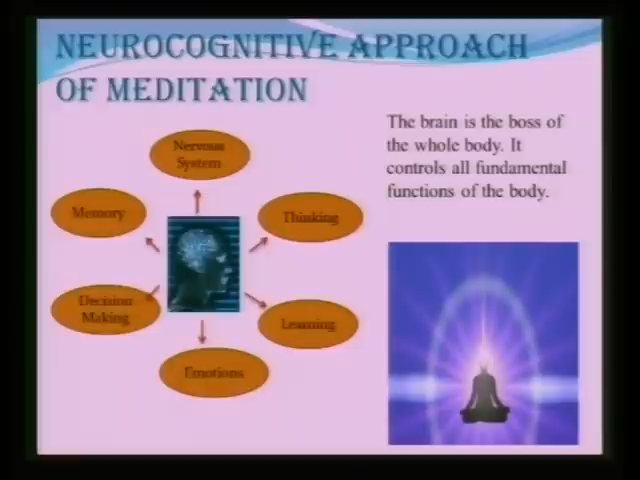 NEUROCOGNITIVE APPROACH
OF MEDITATION
The brain is the boss of
the whole body. It
controls all fundamental
functions of the body.
Nervous
System
Memory
Thinking
Decision
Making
Learning
Emotions